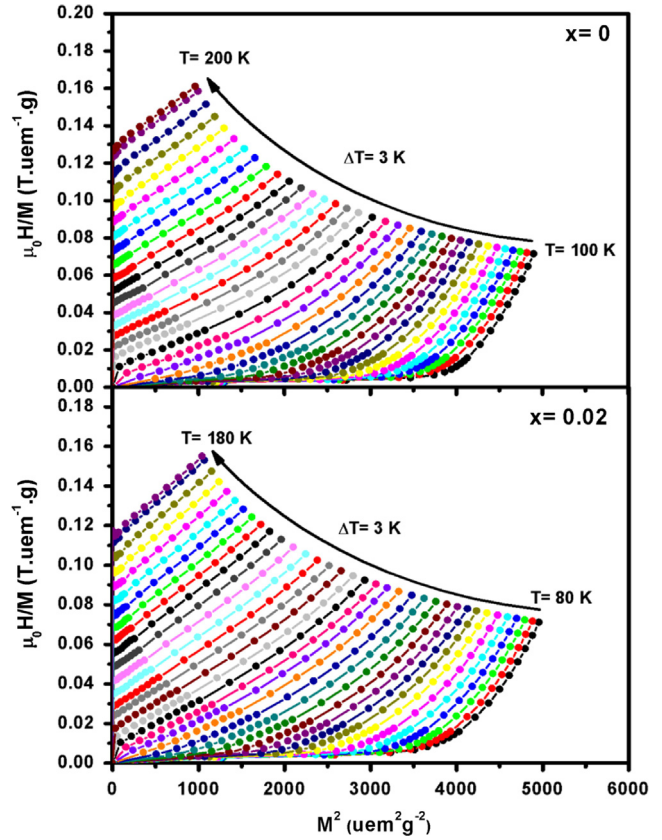 0.20
x= 0
0.18
T= 200 K
0.16
0.14
ΔT= 3 K
0.12
0.10
0.08
T= 100 K
0.06
0.04
0.02
0.00
μ₀H/M (T.uem⁻¹.g)
0.18
x= 0.02
T= 180 K
0.16
0.14
ΔT= 3 K
0.12
0.10
0.08
T= 80 K
0.06
0.04
0.02
0.00
μ₀H/M (T.uem⁻¹.g)
0 1000 2000 3000 4000 5000 6000
M² (uem²g⁻²)